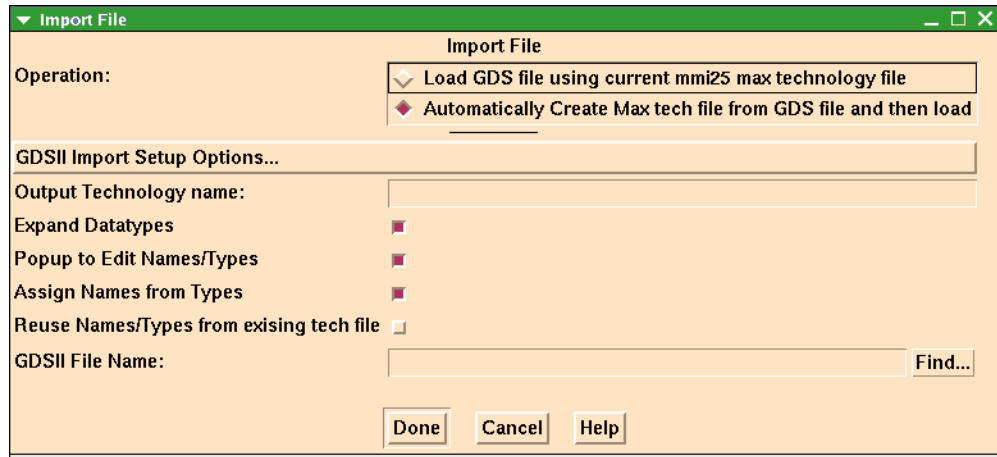 Import File
Import File
Operation:
Load GDS file using current mmi25 max technology file
Automatically Create Max tech file from GDS file and then load
GDSII Import Setup Options...
Output Technology name:
Expand Datatypes
Popup to Edit Names/Types
Assign Names from Types
Reuse Names/Types from exising tech file
GDSII File Name:
Find...
Done Cancel Help